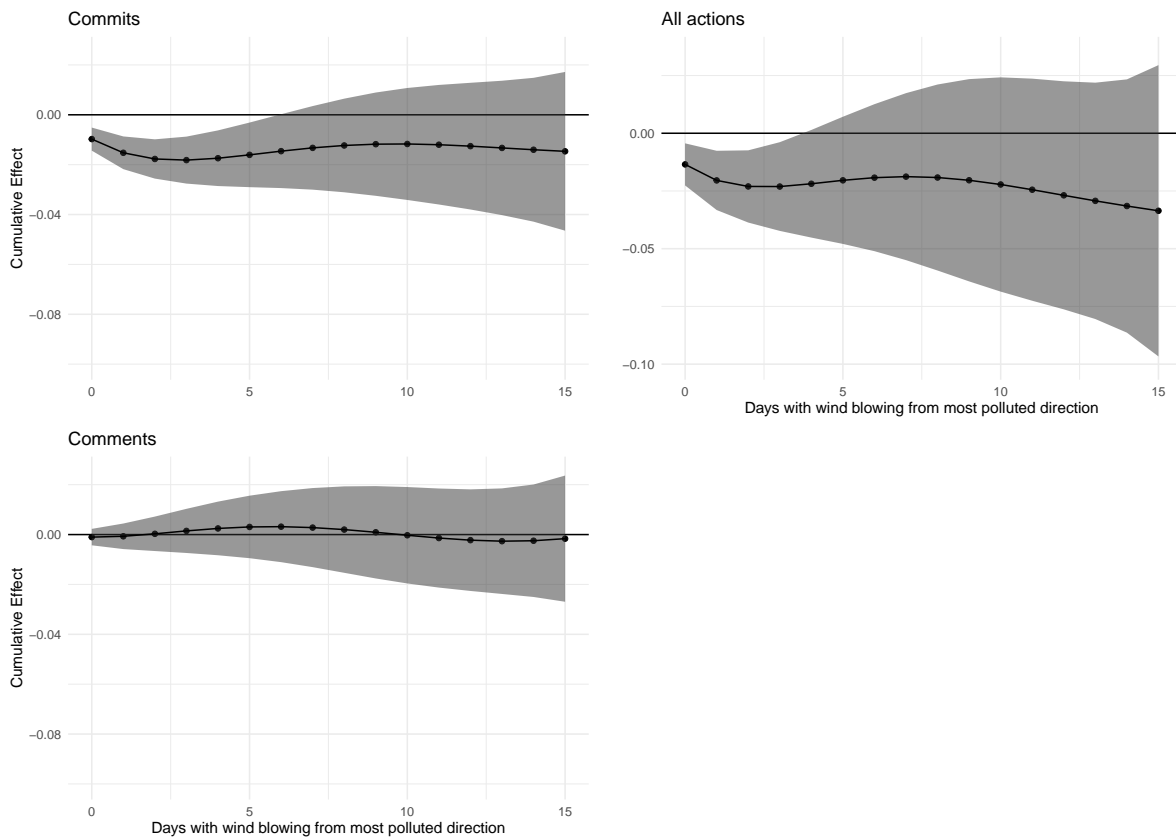 Commits
0.00
−0.04
−0.08
Cumulative Effect
0 5 10 15
All actions
0.00
−0.05
−0.10
0 5 10 15
Days with wind blowing from most polluted direction
Comments
0.00
−0.04
−0.08
Cumulative Effect
0 5 10 15
Days with wind blowing from most polluted direction